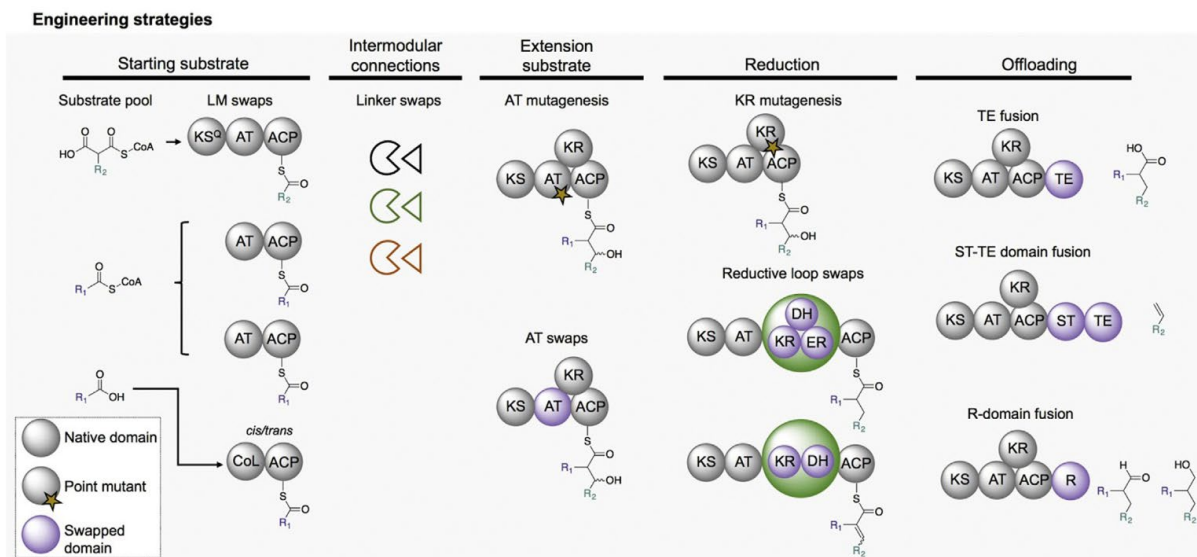 Engineering strategies
Starting substrate
Intermodular
connections
Extension
substrate
Reduction
Offloading
Substrate pool
LM swaps
HO
O
O
S
CoA
R2
KSQ
AT
ACP
S
O
R2
R1
O
S
CoA
AT
ACP
S
O
R1
AT
ACP
S
O
R1
R1
O
OH
cis/trans
CoL
ACP
S
O
R1
Native domain
Point mutant
Swapped
domain
Linker swaps
AT mutagenesis
KR
KS
AT
ACP
S
O
R1
OH
R2
AT swaps
KR
KS
AT
ACP
S
O
R1
OH
R2
KR mutagenesis
KR
KS
AT
ACP
S
O
R1
OH
R2
Reductive loop swaps
DH
KS
AT
KR
ER
ACP
S
O
R1
R2
KS
AT
KR
DH
ACP
S
O
R1
R2
TE fusion
KR
KS
AT
ACP
TE
HO
O
R1
R2
ST-TE domain fusion
KR
KS
AT
ACP
ST
TE
R2
R-domain fusion
KR
KS
AT
ACP
R
H
O
R1
R2
HO
R1
R2